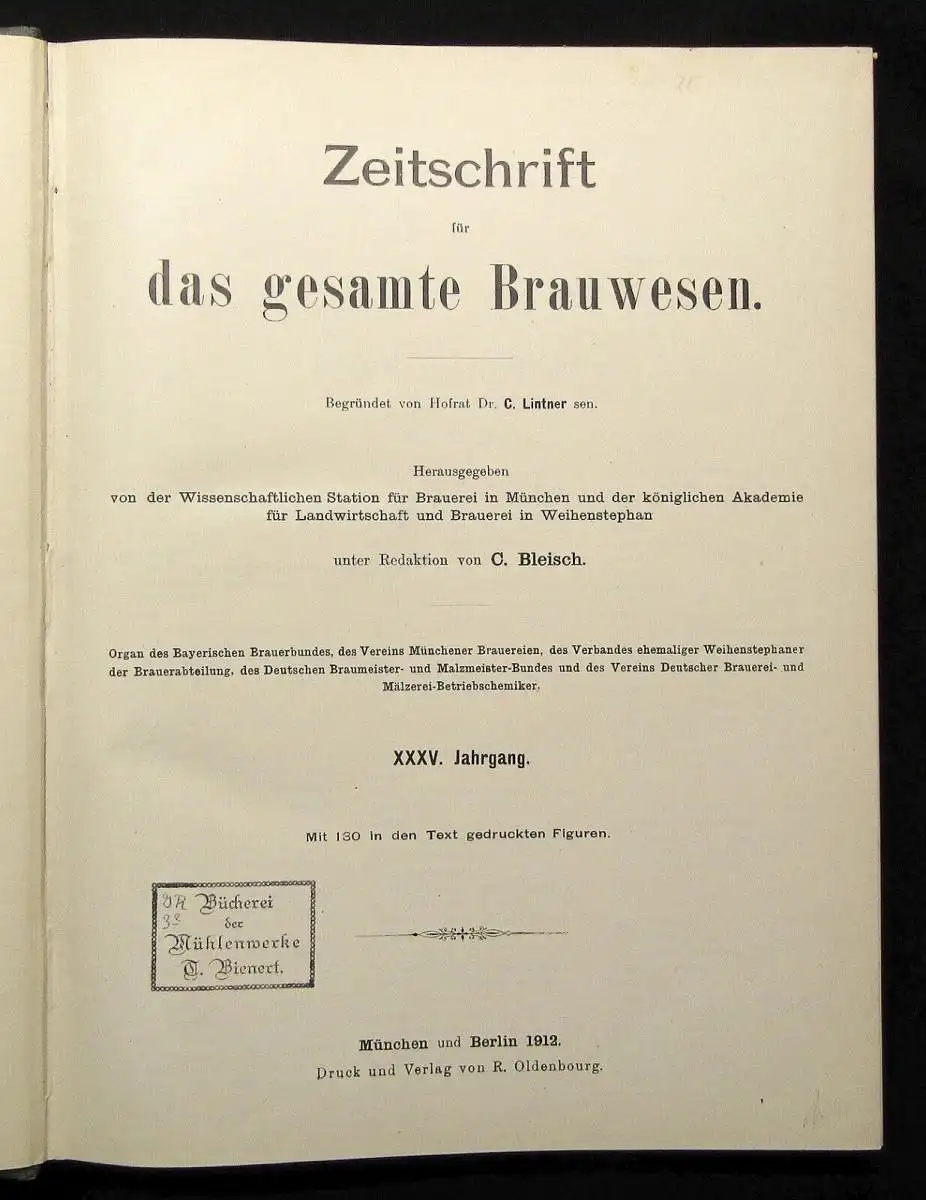 Zeitschrift
für
das gesamte Brauwesen.
Begründet von Hofrat Dr. C. Lintner sen.
Herausgegeben
von der Wissenschaftlichen Station für Brauerei in München und der königlichen Akademie
für Landwirtschaft und Brauerei in Weihenstephan
unter Redaktion von C. Bleisch.
Organ des Bayerischen Brauerbundes, des Vereins Münchener Brauereien, des Verbandes ehemaliger Weihenstephaner
der Brauerabteilung, des Deutschen Braumeister- und Malzmeister-Bundes und des Vereins Deutscher Brauerei- und
Mälzerei-Betriebschemiker.
XXXV. Jahrgang.
Mit 130 in den Text gedruckten Figuren.
Bücherei
der
Mühlenwerke
T. Bienert.
München und Berlin 1912.
Druck und Verlag von R. Oldenbourg.